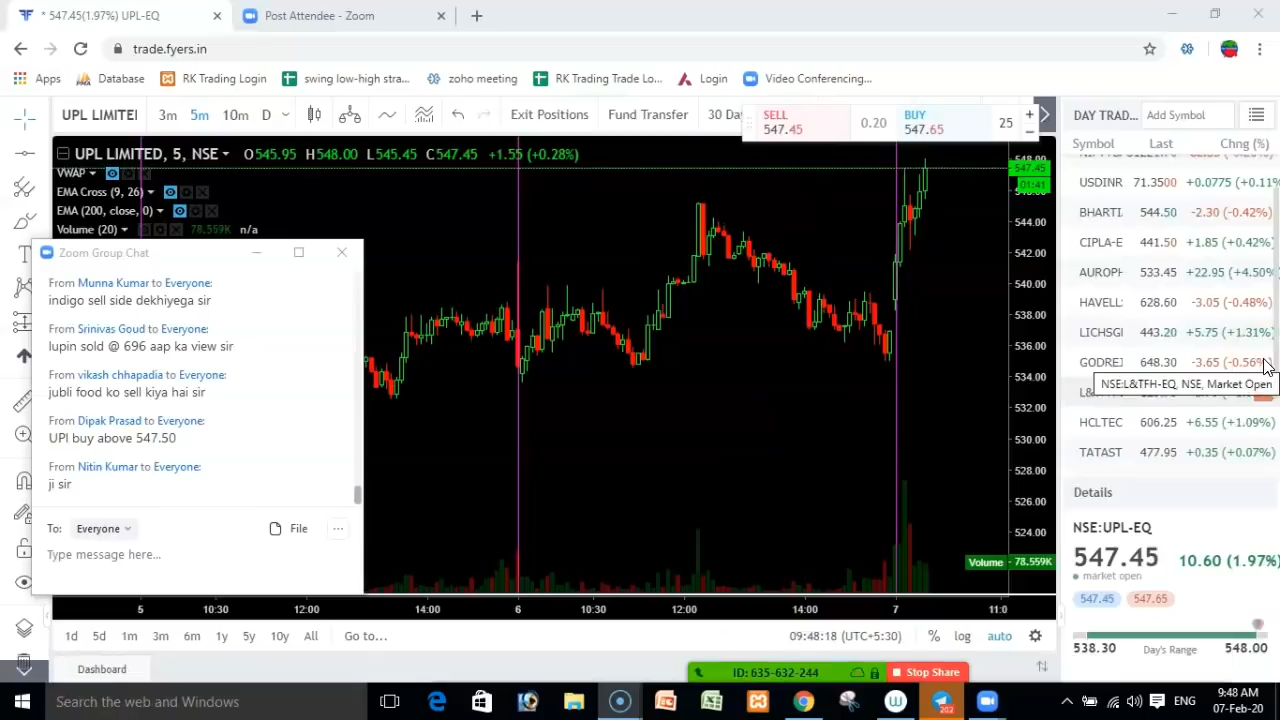 * 547.45(1.97%) UPL-EQ
Post Attendee - Zoom
trade.fyers.in
Apps
Database
RK Trading Login
swing low-high stra...
zoho meeting
RK Trading Trade Lo...
Login
Video Conferencing...
UPL LIMITEI 3m 5m 10m D
Exit Positions
Fund Transfer
30 Day
SELL
547.45
0.20
BUY
547.65
25
DAY TRAD...
Add Symbol
Symbol Last Chng (%)
USDINR 71.3500 +0.0775 (+0.11%
BHARTI 544.50 -2.30 (-0.42%)
CIPLA-E 441.50 +1.85 (+0.42%)
AUROPH 533.45 +22.95 (+4.50%
HAVELL: 628.60 -3.05 (-0.48%)
LICHSGI 443.20 +5.75 (+1.31%)
GODREJ 648.30 -3.65 (-0.56%
NSE:L&TFH-EQ, NSE, Market Open
HCLTEC 606.25 +6.55 (+1.09%)
TATAST 477.95 +0.35 (+0.07%)
Details
NSE:UPL-EQ
547.45 10.60 (1.97%)
market open
547.45 547.65
538.30 Day's Range 548.00
UPL LIMITED, 5, NSE O545.95 H548.00 L545.45 C547.45 +1.55 (+0.28%)
VWAP
EMA Cross (9, 26)
EMA (200, close, 0)
Volume (20) 78.559K n/a
Zoom Group Chat
From Munna Kumar to Everyone:
indigo sell side dekhiyega sir
From Srinivas Goud to Everyone:
lupin sold @ 696 aap ka view sir
From vikash chhapadia to Everyone:
jubli food ko sell kiya hai sir
From Dipak Prasad to Everyone:
UPl buy above 547.50
From Nitin Kumar to Everyone:
ji sir
To: Everyone
File
Type message here...
548.00
547.45
01:41
544.00
542.00
540.00
538.00
536.00
534.00
532.00
530.00
528.00
526.00
524.00
Volume 78.559K
5 10:30 12:00 14:00 6 10:30 12:00 14:00 7 11:0
1d 5d 1m 3m 6m 1y 5y 10y All Go to...
09:48:18 (UTC+5:30) % log auto
Dashboard
ID: 635-632-244
Stop Share
Search the web and Windows
202
ENG
9:48 AM
07-Feb-20